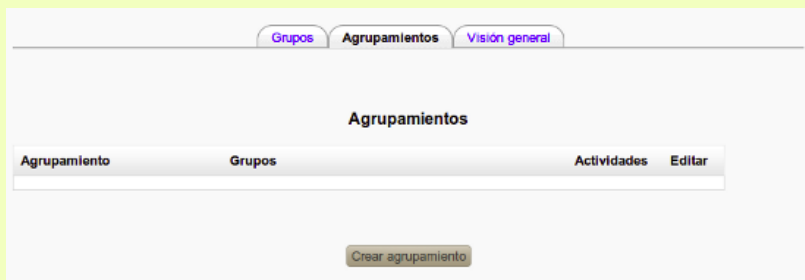 Grupos Agrupamientos Visión general
Agrupamientos
Agrupamiento Grupos Actividades Editar
Crear agrupamiento